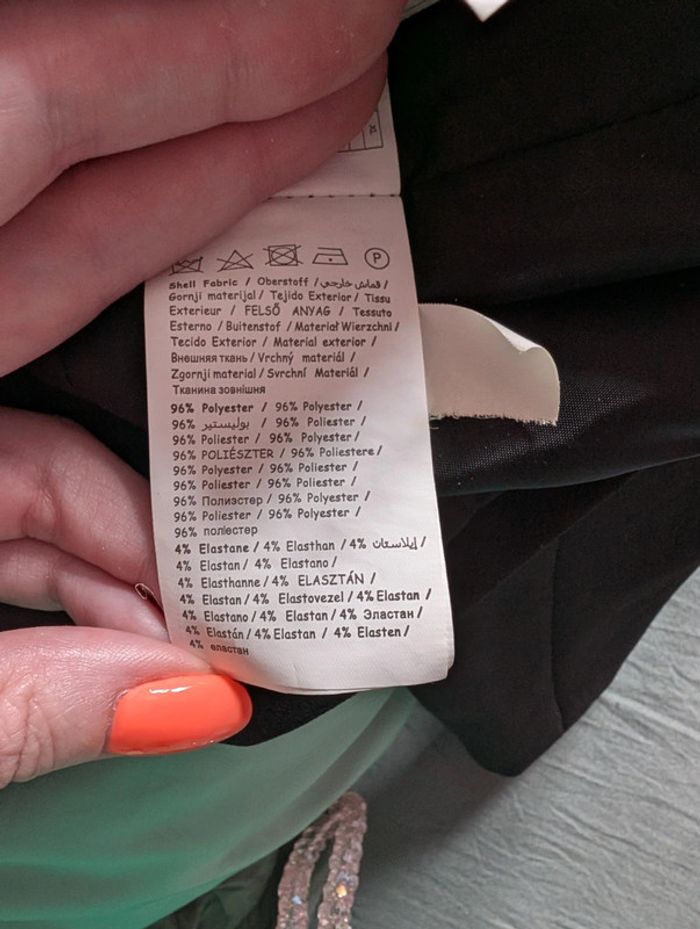 P
Shell Fabric / Oberstoff / قماش خارجي /
Gornji materijal / Tejido Exterior / Tissu
Exterieur / FELSŐ ANYAG / Tessuto
Esterno / Buitenstof / Materiał Wierzchni /
Tecido Exterior / Material exterior /
Внешняя ткань / Vrchný materiál /
Zgornji material / Svrchní Materiál /
Тканина зовнішня
96% Polyester / 96% Polyester /
96% بوليستير / 96% Poliester /
96% Poliester / 96% Polyester /
96% POLIÉSZTER / 96% Poliestere /
96% Polyester / 96% Poliester /
96% Poliester / 96% Poliester /
96% Полиэстер / 96% Polyester /
96% Poliester / 96% Polyester /
96% поліестер
4% Elastane / 4% Elasthan / 4% إيلاستان /
4% Elastan / 4% Elastano /
4% Elasthanne / 4% ELASZTÁN /
4% Elastan / 4% Elastovezel / 4% Elastan /
4% Elastano / 4% Elastan / 4% Эластан /
4% Elastán / 4% Elastan / 4% Elasten /
4% еластан